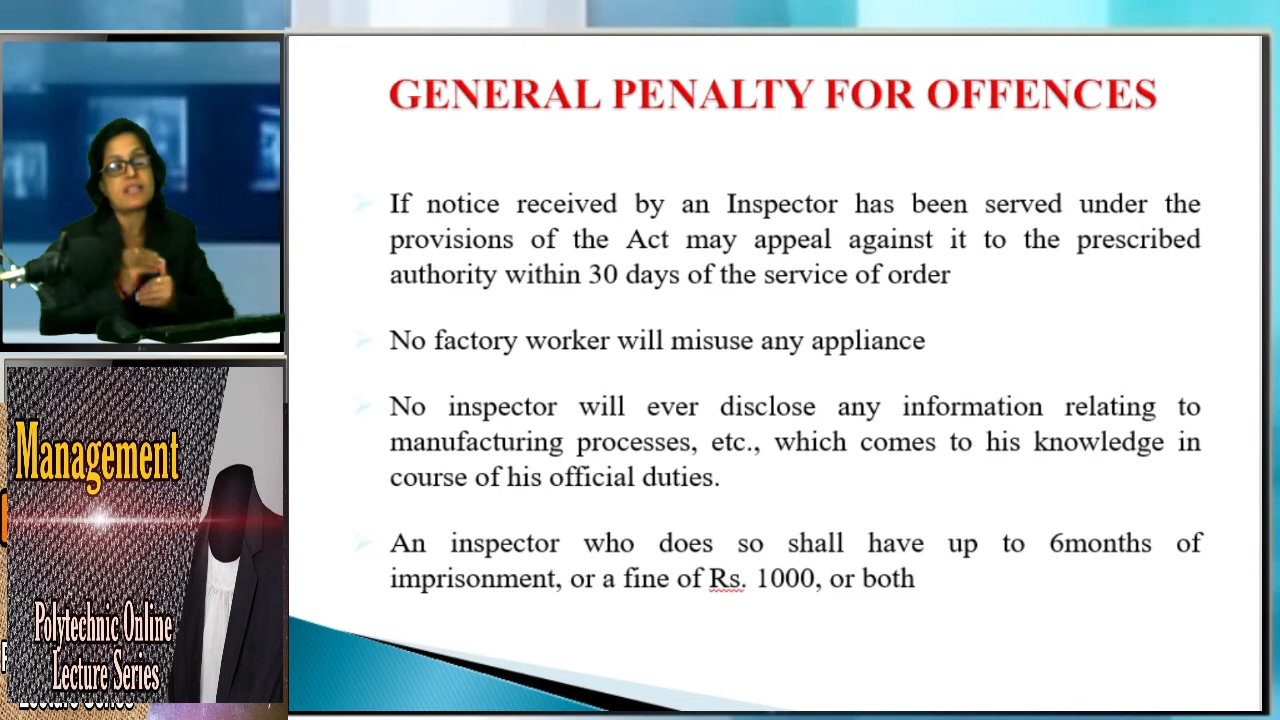 GENERAL PENALTY FOR OFFENCES
If notice received by an Inspector has been served under the
provisions of the Act may appeal against it to the prescribed
authority within 30 days of the service of order
No factory worker will misuse any appliance
No inspector will ever disclose any information relating to
manufacturing processes, etc., which comes to his knowledge in
course of his official duties.
An inspector who does so shall have up to 6months of
imprisonment, or a fine of Rs. 1000, or both
Management
Polytechnic Online
Lecture Series